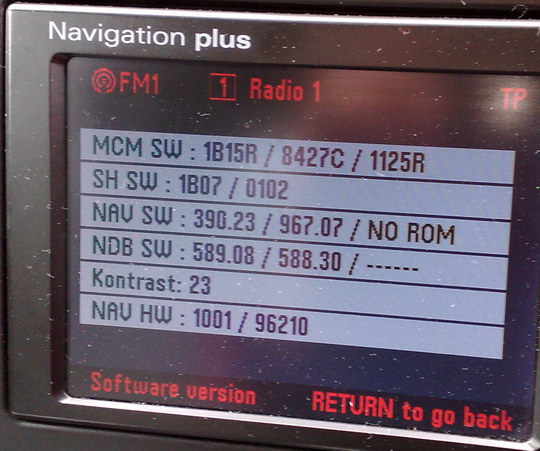 Navigation plus
FM1 1 Radio 1 TP
MCM SW : 1B15R / 8427C / 1125R
SH SW : 1B07 / 0102
NAV SW : 390.23 / 967.07 / NO ROM
NDB SW : 589.08 / 588.30 / ------
Kontrast: 23
NAV HW : 1001 / 96210
Software version RETURN to go back